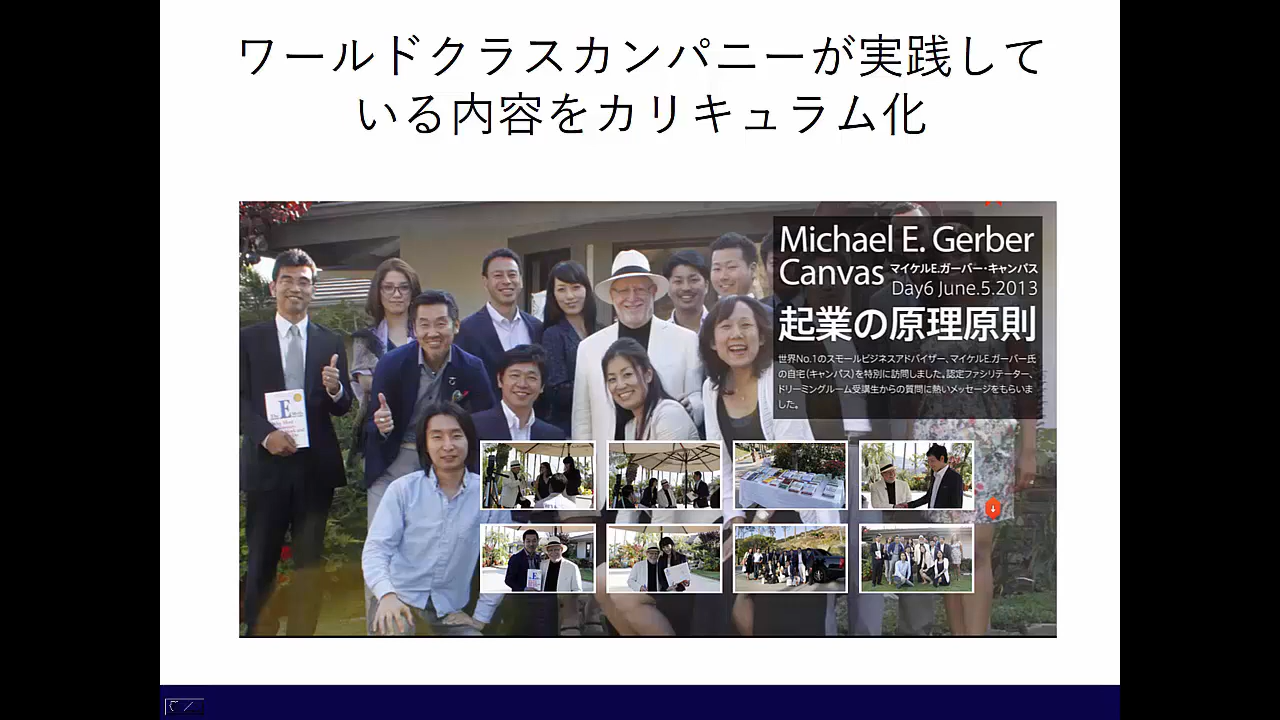 ワールドクラスカンパニーが実践して
いる内容をカリキュラム化
Michael E. Gerber
Canvas マイケルE.ガーバー・キャンバス
Day6 June.5.2013
起業の原理原則
世界No.1のスモールビジネスアドバイザー、マイケルE.ガーバー氏
の自宅(キャンバス)を特別に訪問しました。認定ファシリテーター、
ドリーミングルーム受講生からの質問に熱いメッセージをもらいま
した。
The
E